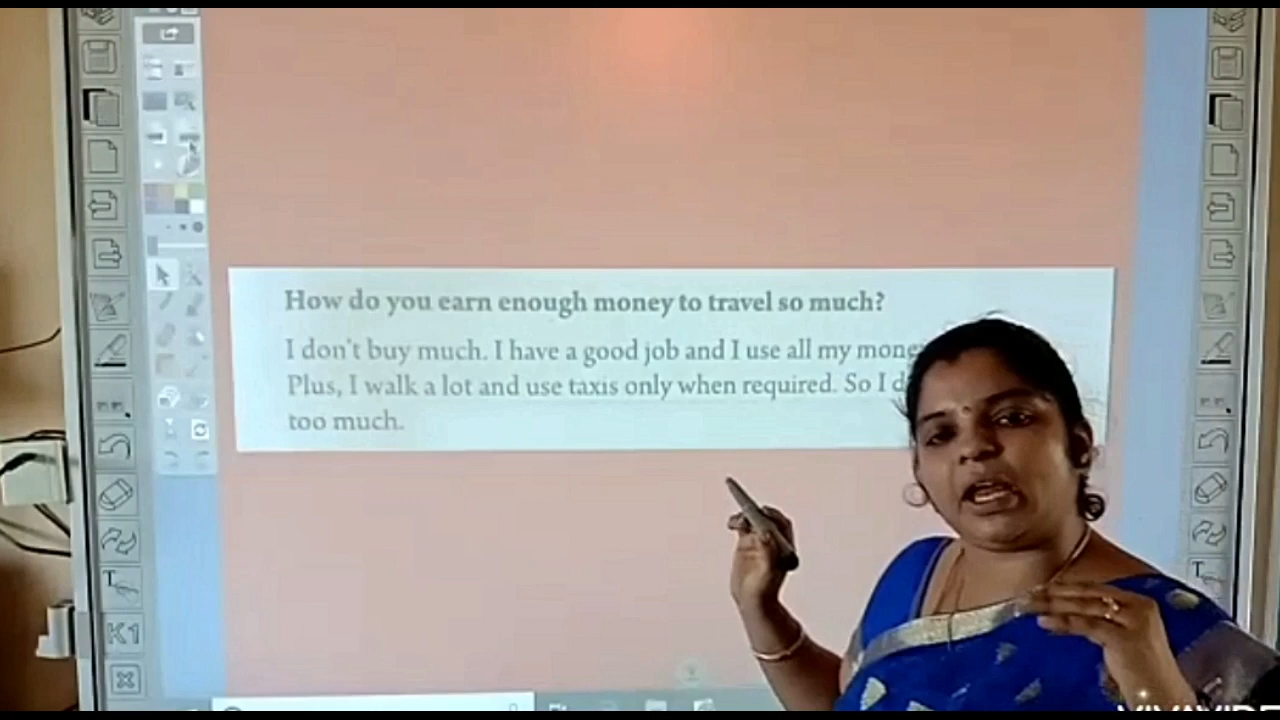 How do you earn enough money to travel so much?
I don't buy much. I have a good job and I use all my
Plus, I walk a lot and use taxis only when required. So I
too much.
T
T
K1